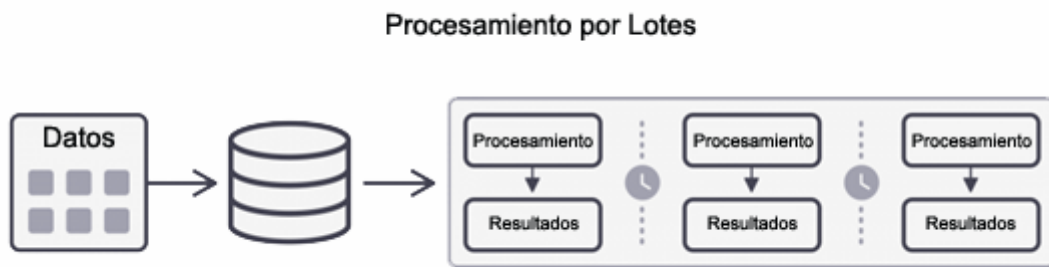 Procesamiento por Lotes
Datos
Procesamiento
Procesamiento
Procesamiento
Resultados
Resultados
Resultados